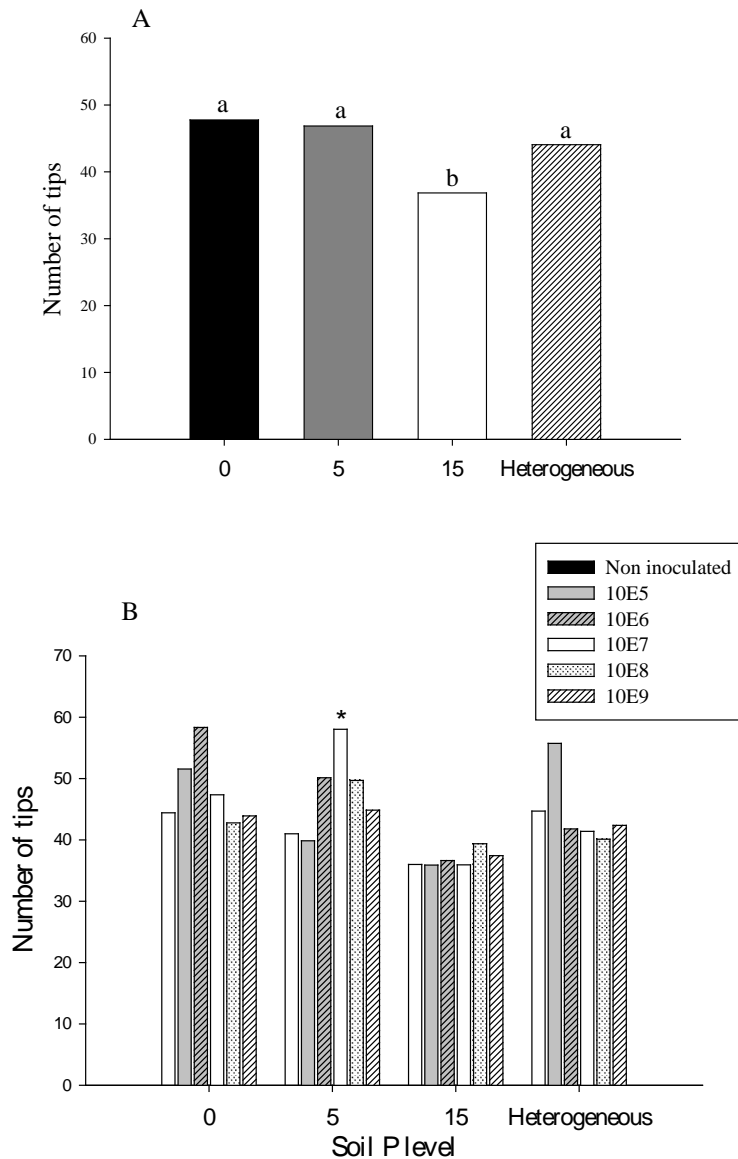 A
60
50
40
30
20
10
0
Number of tips
a
a
b
a
0 5 15 Heterogeneous
Non inoculated
10E5
10E6
10E7
10E8
10E9
B
70
60
50
40
30
20
10
0
Number of tips
*
0 5 15 Heterogeneous
Soil P level